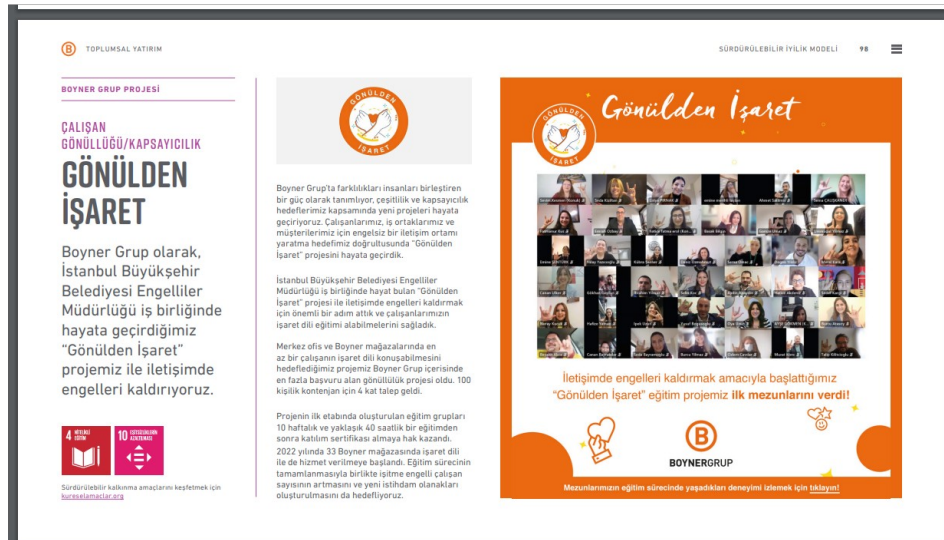 TOPLUMSAL YATIRIM
SÜRDÜRÜLEBİLİR İYİLİK MODELİ 98
BOYNER GRUP PROJESİ
ÇALIŞAN
GÖNÜLLÜĞÜ/KAPSAYICILIK
GÖNÜLDEN
İŞARET
Boyner Grup olarak,
İstanbul Büyükşehir
Belediyesi Engelliler
Müdürlüğü iş birliğinde
hayata geçirdiğimiz
“Gönülden İşaret”
projemiz ile iletişimde
engelleri kaldırıyoruz.
4 NİTELİKLİ
EĞİTİM
10 EŞİTSİZLİKLERİN
AZALTILMASI
Sürdürülebilir kalkınma amaçlarını keşfetmek için
kureselamaclar.org
GÖNÜLDEN
İŞARET
Boyner Grup’ta farklılıkları insanları birleştiren
bir güç olarak tanımlıyor, çeşitlilik ve kapsayıcılık
hedeflerimiz kapsamında yeni projeleri hayata
geçiriyoruz. Çalışanlarımız, iş ortaklarımız ve
müşterilerimiz için engelsiz bir iletişim ortamı
yaratma hedefimiz doğrultusunda “Gönülden
İşaret” projesini hayata geçirdik.
İstanbul Büyükşehir Belediyesi Engelliler
Müdürlüğü iş birliğinde hayat bulan “Gönülden
İşaret” projesi ile iletişimde engelleri kaldırmak
için önemli bir adım attık ve çalışanlarımızın
işaret dili eğitimi alabilmelerini sağladık.
Merkez ofis ve Boyner mağazalarında en
az bir çalışanın işaret dili konuşabilmesini
hedeflediğimiz projemiz Boyner Grup içerisinde
en fazla başvuru alan gönüllülük projesi oldu. 100
kişilik kontenjan için 4 kat talep geldi.
Projenin ilk etabında oluşturulan eğitim grupları
10 haftalık ve yaklaşık 40 saatlik bir eğitimden
sonra katılım sertifikası almaya hak kazandı.
2022 yılında 33 Boyner mağazasında işaret dili
ile de hizmet verilmeye başlandı. Eğitim sürecinin
tamamlanmasıyla birlikte işitme engelli çalışan
sayısının artmasını ve yeni istihdam olanakları
oluşturulmasını da hedefliyoruz.
GÖNÜLDEN
İŞARET
Gönülden İşaret
İletişimde engelleri kaldırmak amacıyla başlattığımız
“Gönülden İşaret” eğitim projemiz ilk mezunlarını verdi!
B
BOYNERGRUP
Mezunlarımızın eğitim sürecinde yaşadıkları deneyimi izlemek için tıklayın!